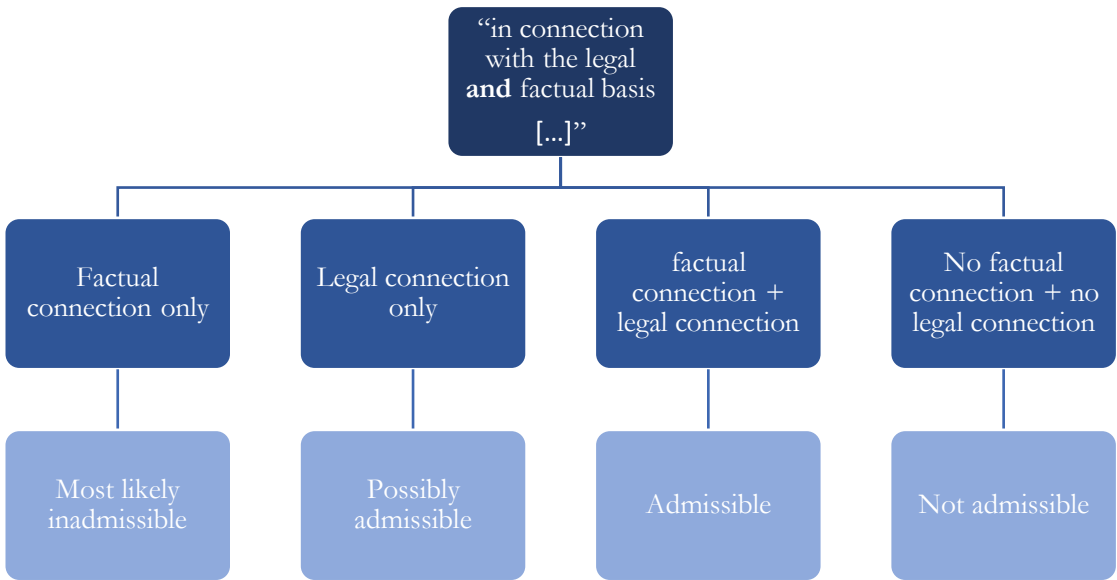 “in connection
with the legal
and factual basis
[...]”
Factual
connection only
Legal connection
only
factual
connection +
legal connection
No factual
connection + no
legal connection
Most likely
inadmissible
Possibly
admissible
Admissible
Not admissible